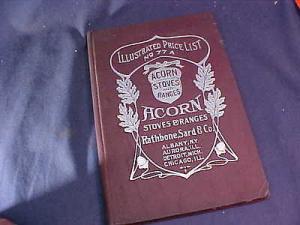 ILLUSTRATED PRICE LIST
NO 77 A
ACORN
STOVES
AND
RANGES
ACORN
STOVES & RANGES
Rathbone, Sard & Co.
ALBANY, N.Y.
AURORA, ILL.
DETROIT, MICH.
CHICAGO, ILL.